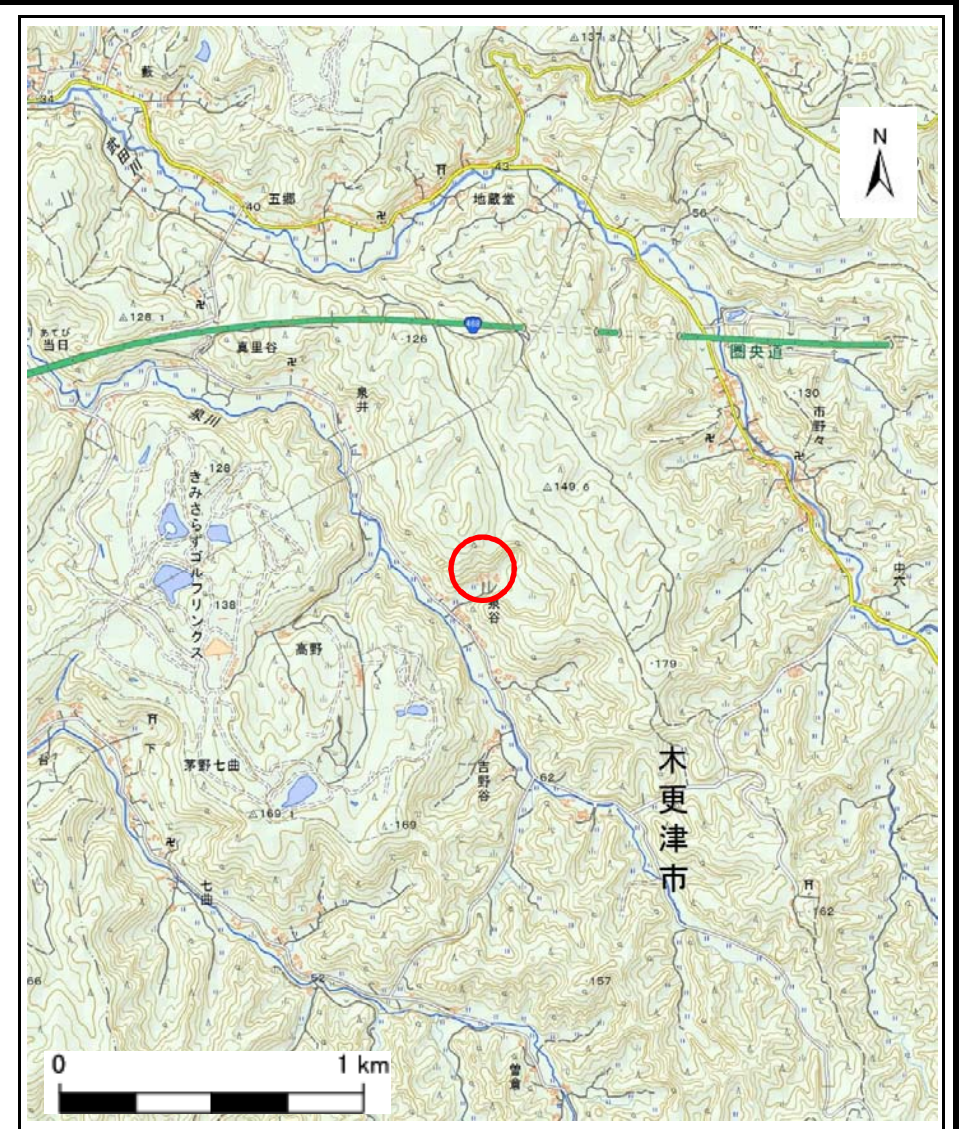 137.3
藪
34
N
武田川
43
五郷
地蔵堂
40
56
468
128.1
あてび
当日
126
真里谷
圏央道
泉井
130
市野々
泉川
128
きみさらずゴルフリンクス
149.6
中六
138
泉谷
高野
179
下
茅野七曲
吉野谷
62
木更津市
169.1
169
七曲
162
66
52
157
0 1 km